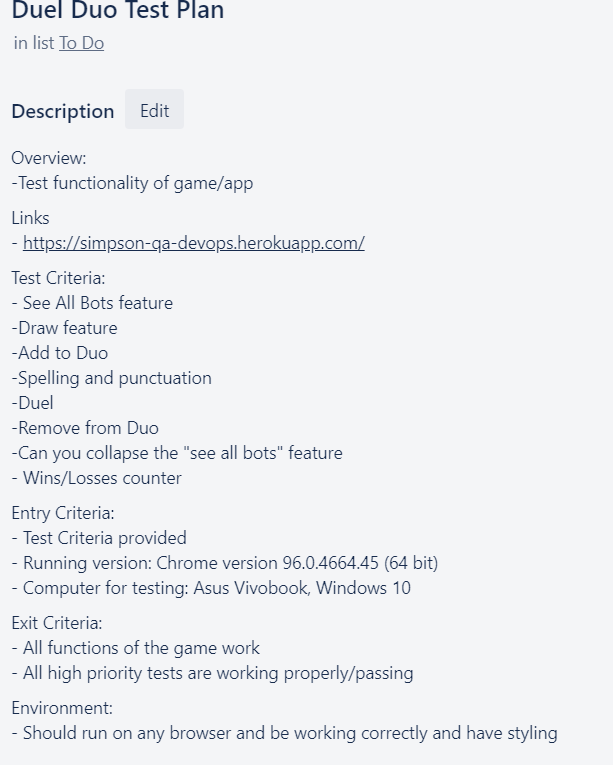 Duel Duo Test Plan
in list To Do
Description Edit
Overview:
-Test functionality of game/app
Links
- https://simpson-qa-devops.herokuapp.com/
Test Criteria:
- See All Bots feature
-Draw feature
-Add to Duo
-Spelling and punctuation
-Duel
-Remove from Duo
-Can you collapse the "see all bots" feature
- Wins/Losses counter
Entry Criteria:
- Test Criteria provided
- Running version: Chrome version 96.0.4664.45 (64 bit)
- Computer for testing: Asus Vivobook, Windows 10
Exit Criteria:
- All functions of the game work
- All high priority tests are working properly/passing
Environment:
- Should run on any browser and be working correctly and have styling